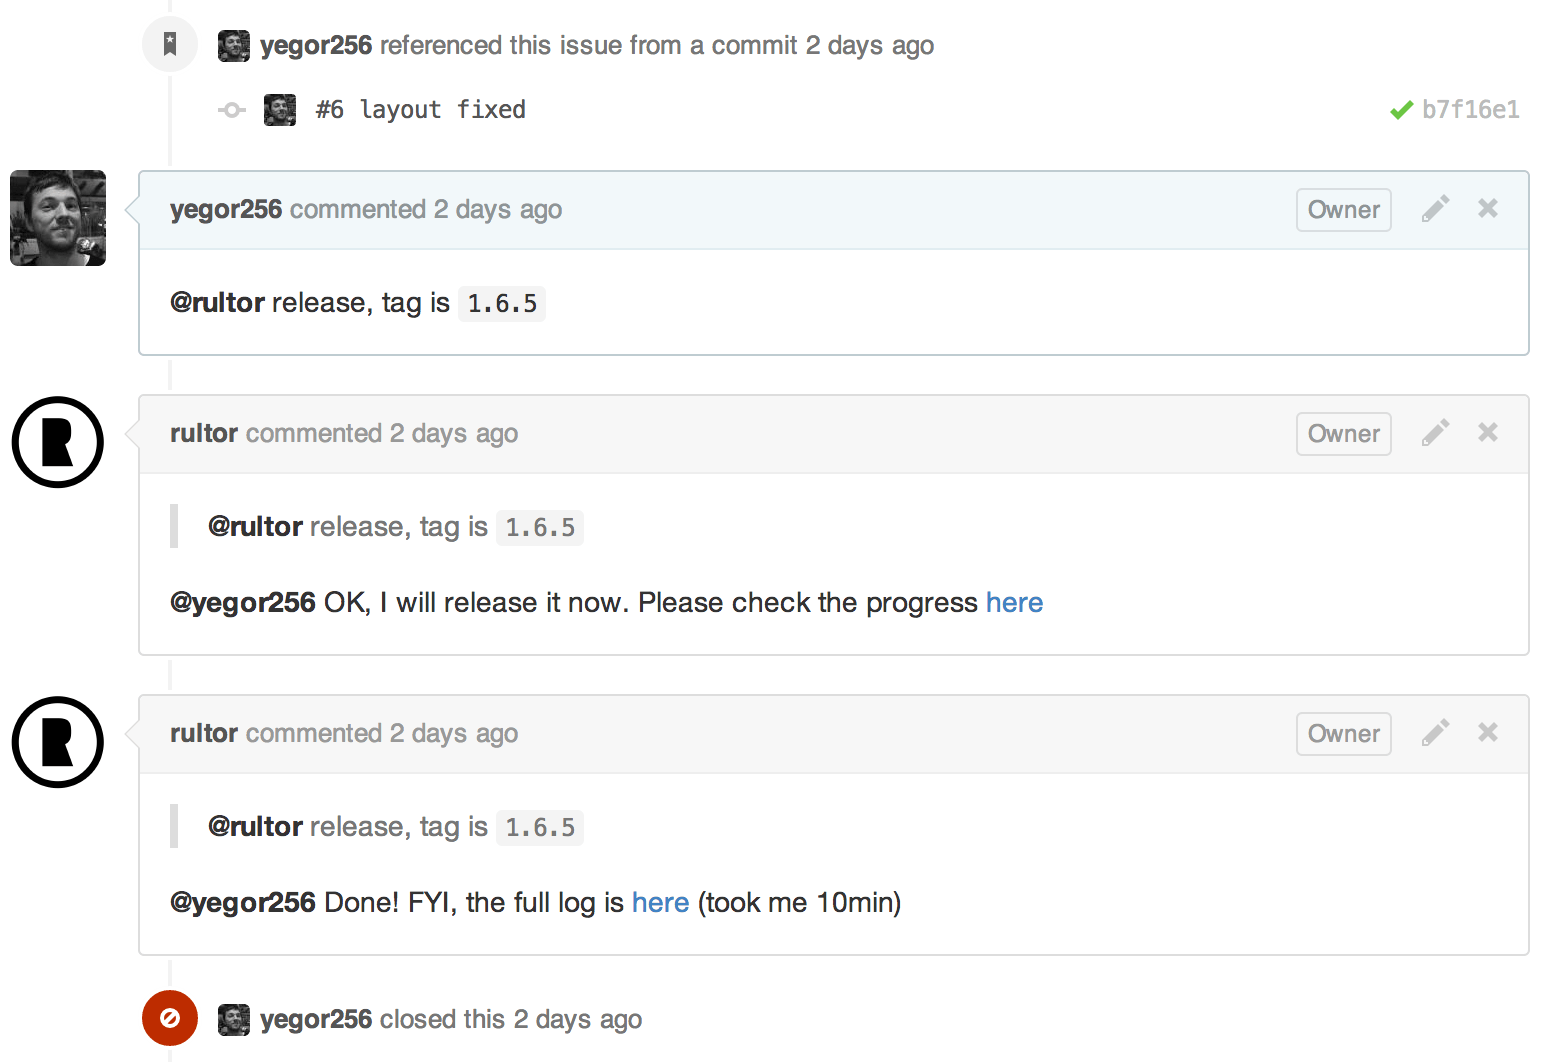 yegor256 referenced this issue from a commit 2 days ago
#6 layout fixed b7f16e1
yegor256 commented 2 days ago Owner
@rultor release, tag is 1.6.5
R
rultor commented 2 days ago Owner
@rultor release, tag is 1.6.5
@yegor256 OK, I will release it now. Please check the progress here
R
rultor commented 2 days ago Owner
@rultor release, tag is 1.6.5
@yegor256 Done! FYI, the full log is here (took me 10min)
yegor256 closed this 2 days ago